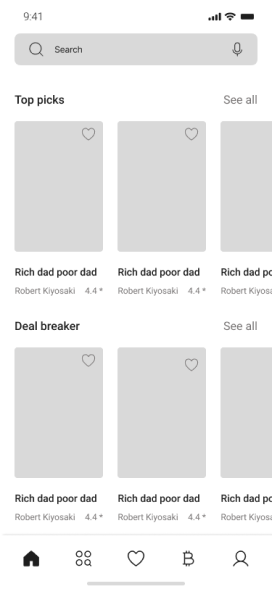 9:41
Search
Top picks See all
Rich dad poor dad Rich dad poor dad Rich dad po
Robert Kiyosaki 4.4 * Robert Kiyosaki 4.4 * Robert Kiyosa
Deal breaker See all
Rich dad poor dad Rich dad poor dad Rich dad po
Robert Kiyosaki 4.4 * Robert Kiyosaki 4.4 * Robert Kiyosa